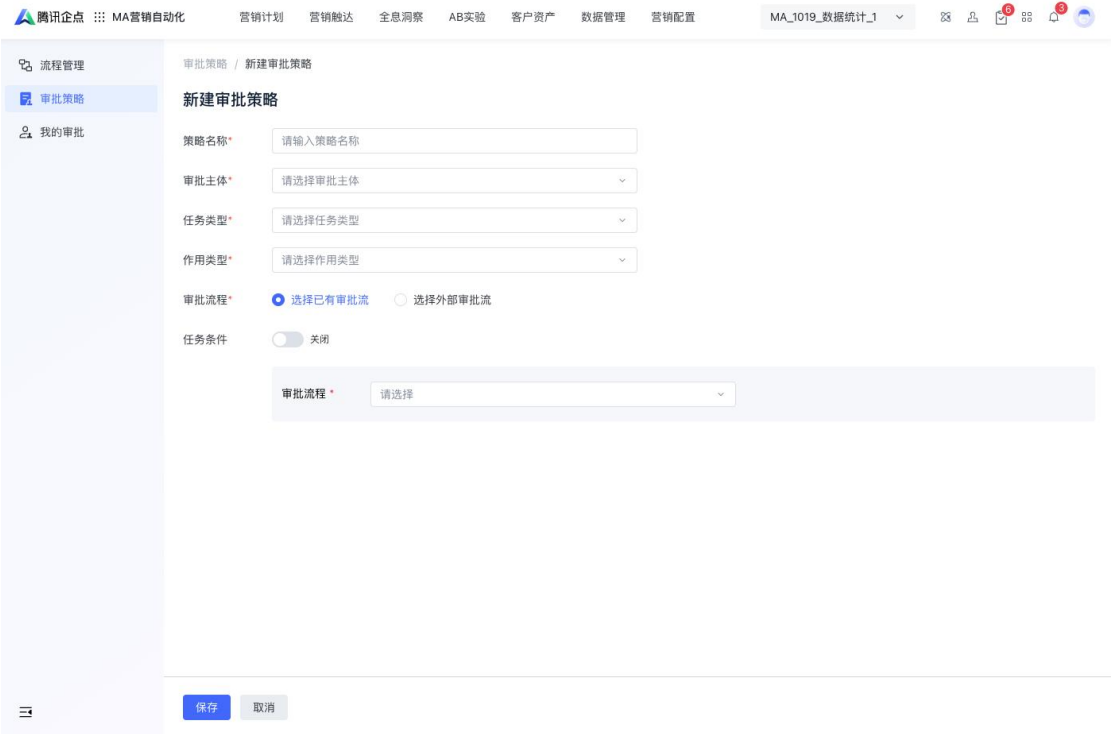 腾讯企点 MA营销自动化 营销计划 营销触达 全息洞察 AB实验 客户资产 数据管理 营销配置 MA_1019_数据统计_1 6 3
流程管理
审批策略
我的审批
审批策略 / 新建审批策略
新建审批策略
策略名称* 请输入策略名称
审批主体* 请选择审批主体
任务类型* 请选择任务类型
作用类型* 请选择作用类型
审批流程* 选择已有审批流 选择外部审批流
任务条件 关闭
审批流程 * 请选择
保存 取消